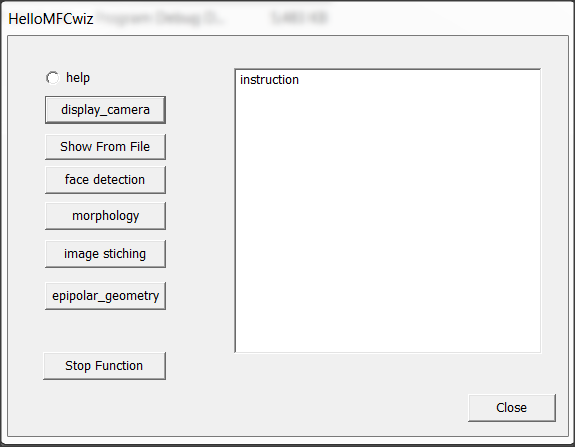 HelloMFCwiz
help
display_camera
Show From File
face detection
morphology
image stiching
epipolar_geometry
Stop Function
instruction
Close